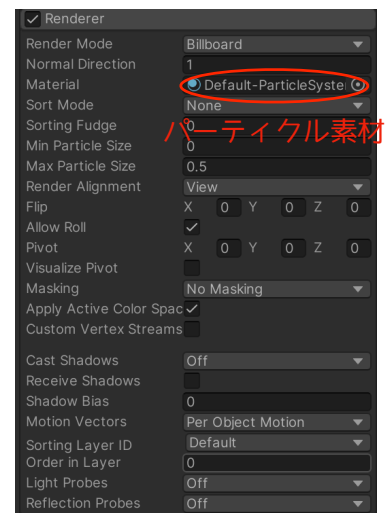 Renderer
Render Mode Billboard
Normal Direction 1
Material Default-ParticleSyste
Sort Mode None
Sorting Fudge 0
パーティクル素材
Min Particle Size 0
Max Particle Size 0.5
Render Alignment View
Flip X 0 Y 0 Z 0
Allow Roll
Pivot X 0 Y 0 Z 0
Visualize Pivot
Masking No Masking
Apply Active Color Spac
Custom Vertex Streams
Cast Shadows Off
Receive Shadows
Shadow Bias 0
Motion Vectors Per Object Motion
Sorting Layer ID Default
Order in Layer 0
Light Probes Off
Reflection Probes Off